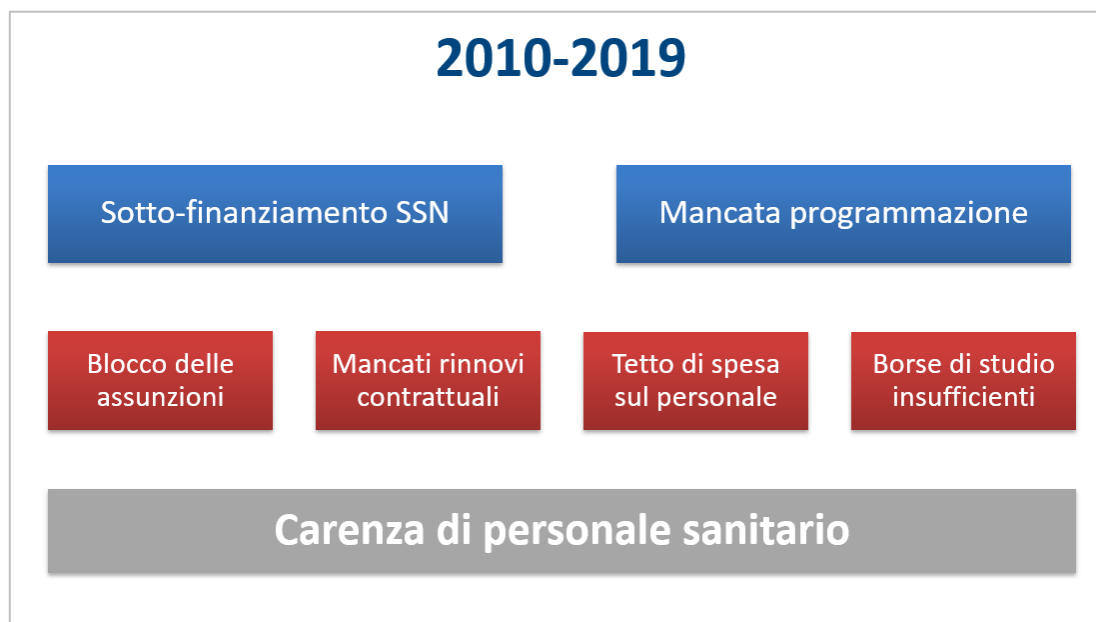 2010-2019
Sotto-finanziamento SSN
Mancata programmazione
Blocco delle
assunzioni
Mancati rinnovi
contrattuali
Tetto di spesa
sul personale
Borse di studio
insufficienti
Carenza di personale sanitario